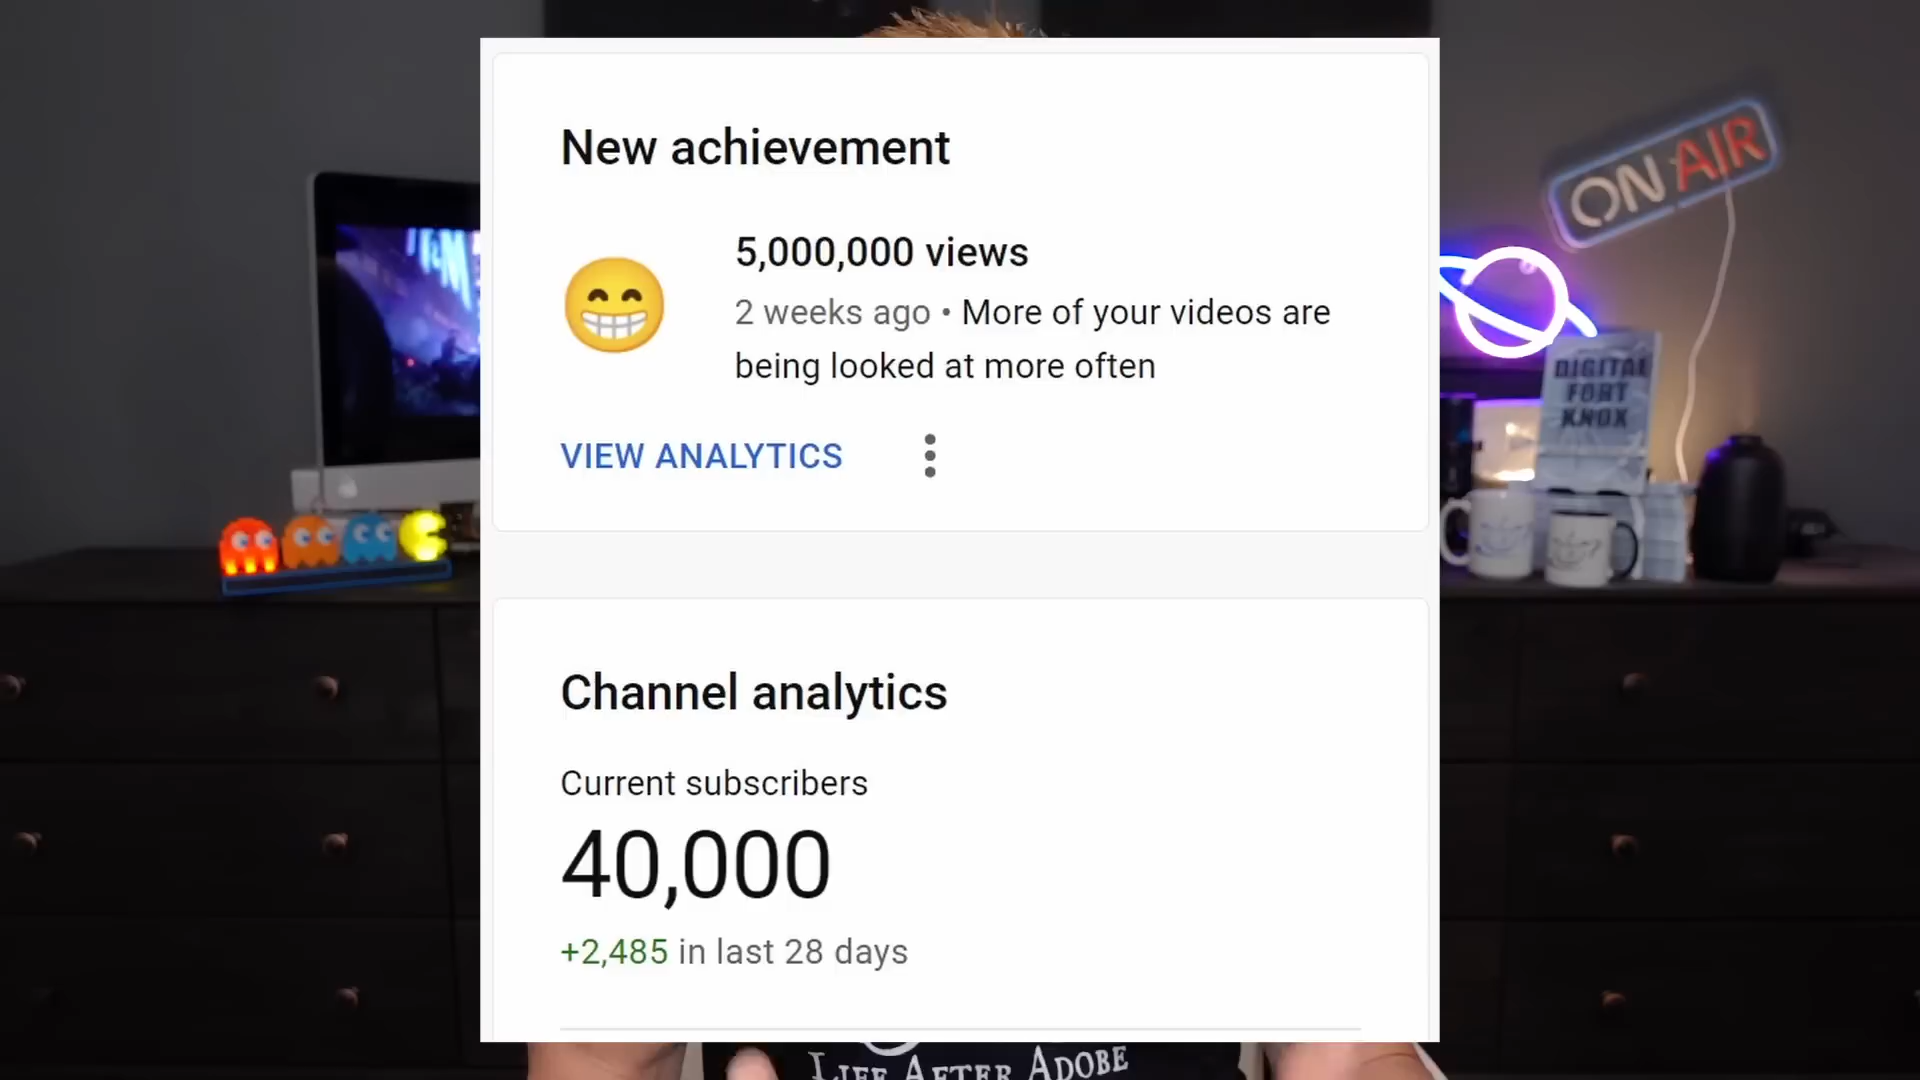 New achievement
5,000,000 views
2 weeks ago • More of your videos are
being looked at more often
VIEW ANALYTICS
Channel analytics
Current subscribers
40,000
+2,485 in last 28 days
ON AIR
DIGITAL
FORT
KNOX
LIFE AFTER ADOBE